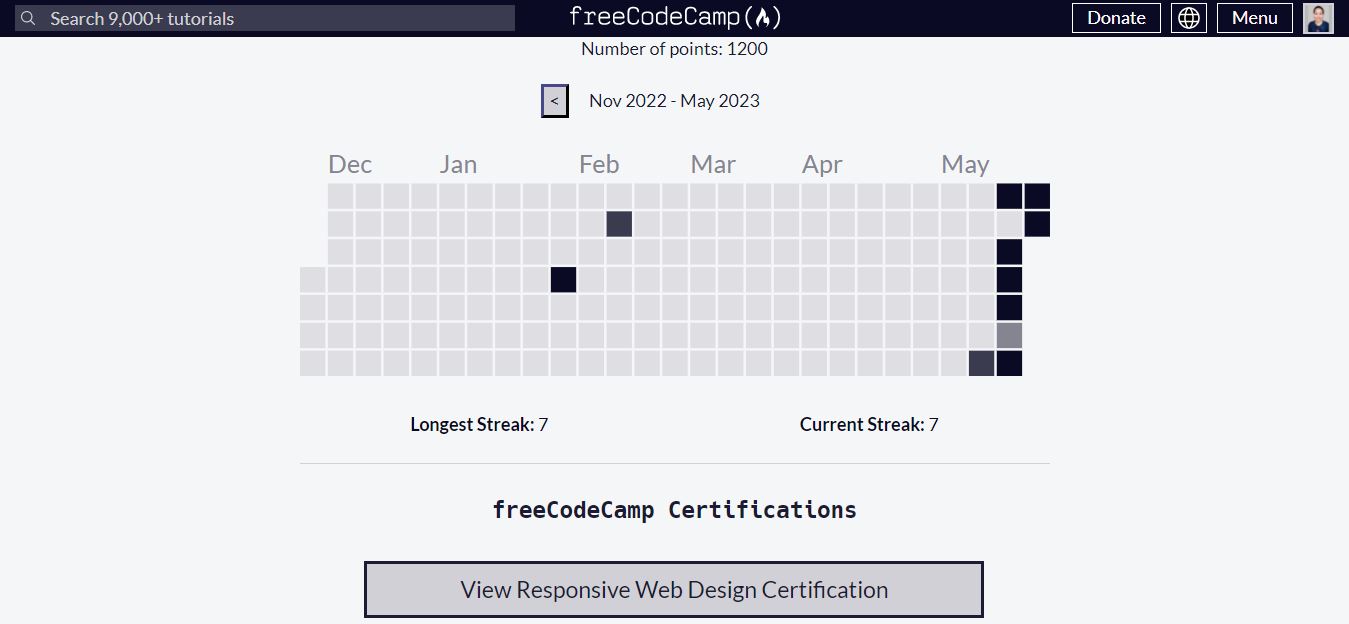 Search 9,000+ tutorials
freeCodeCamp(🔥)
Donate
Menu
Number of points: 1200
< Nov 2022 - May 2023
Dec Jan Feb Mar Apr May
Longest Streak: 7
Current Streak: 7
freeCodeCamp Certifications
View Responsive Web Design Certification